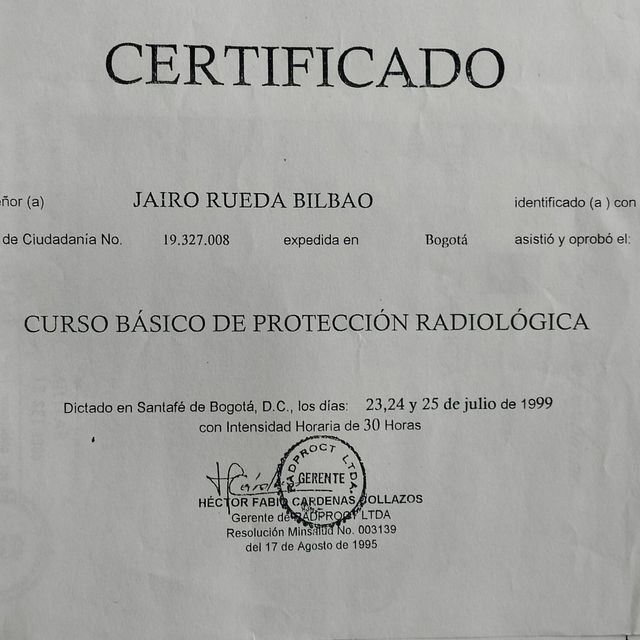 CERTIFICADO
eñor (a) JAIRO RUEDA BILBAO identificado (a ) con
de Ciudadanía No. 19.327.008 expedida en Bogotá asistió y aprobó el:
CURSO BÁSICO DE PROTECCIÓN RADIOLÓGICA
Dictado en Santafé de Bogotá, D.C., los días: 23,24 y 25 de julio de 1999
con Intensidad Horaria de 30 Horas
RADPROCT LTDA.
GERENTE
HÉCTOR FABIO CARDENAS COLLAZOS
Gerente de RADPROCT LTDA
Resolución Minsalud No. 003139
del 17 de Agosto de 1995